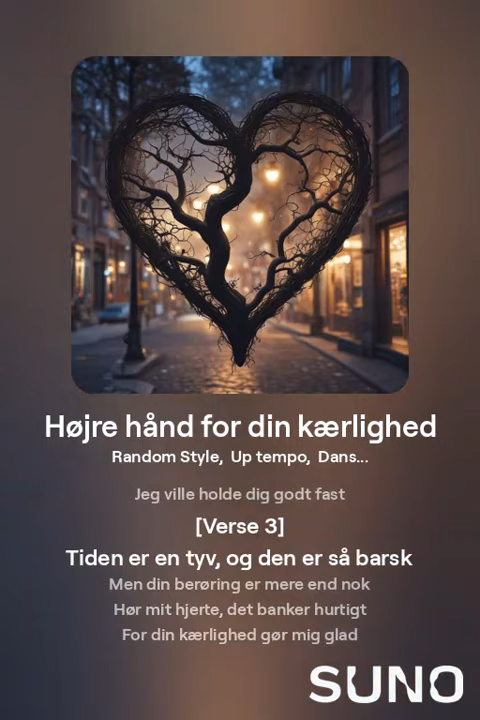 Højre hånd for din kærlighed
Random Style, Up tempo, Dans...
Jeg ville holde dig godt fast
[Verse 3]
Tiden er en tyv, og den er så barsk
Men din berøring er mere end nok
Hør mit hjerte, det banker hurtigt
For din kærlighed gør mig glad
SUNO